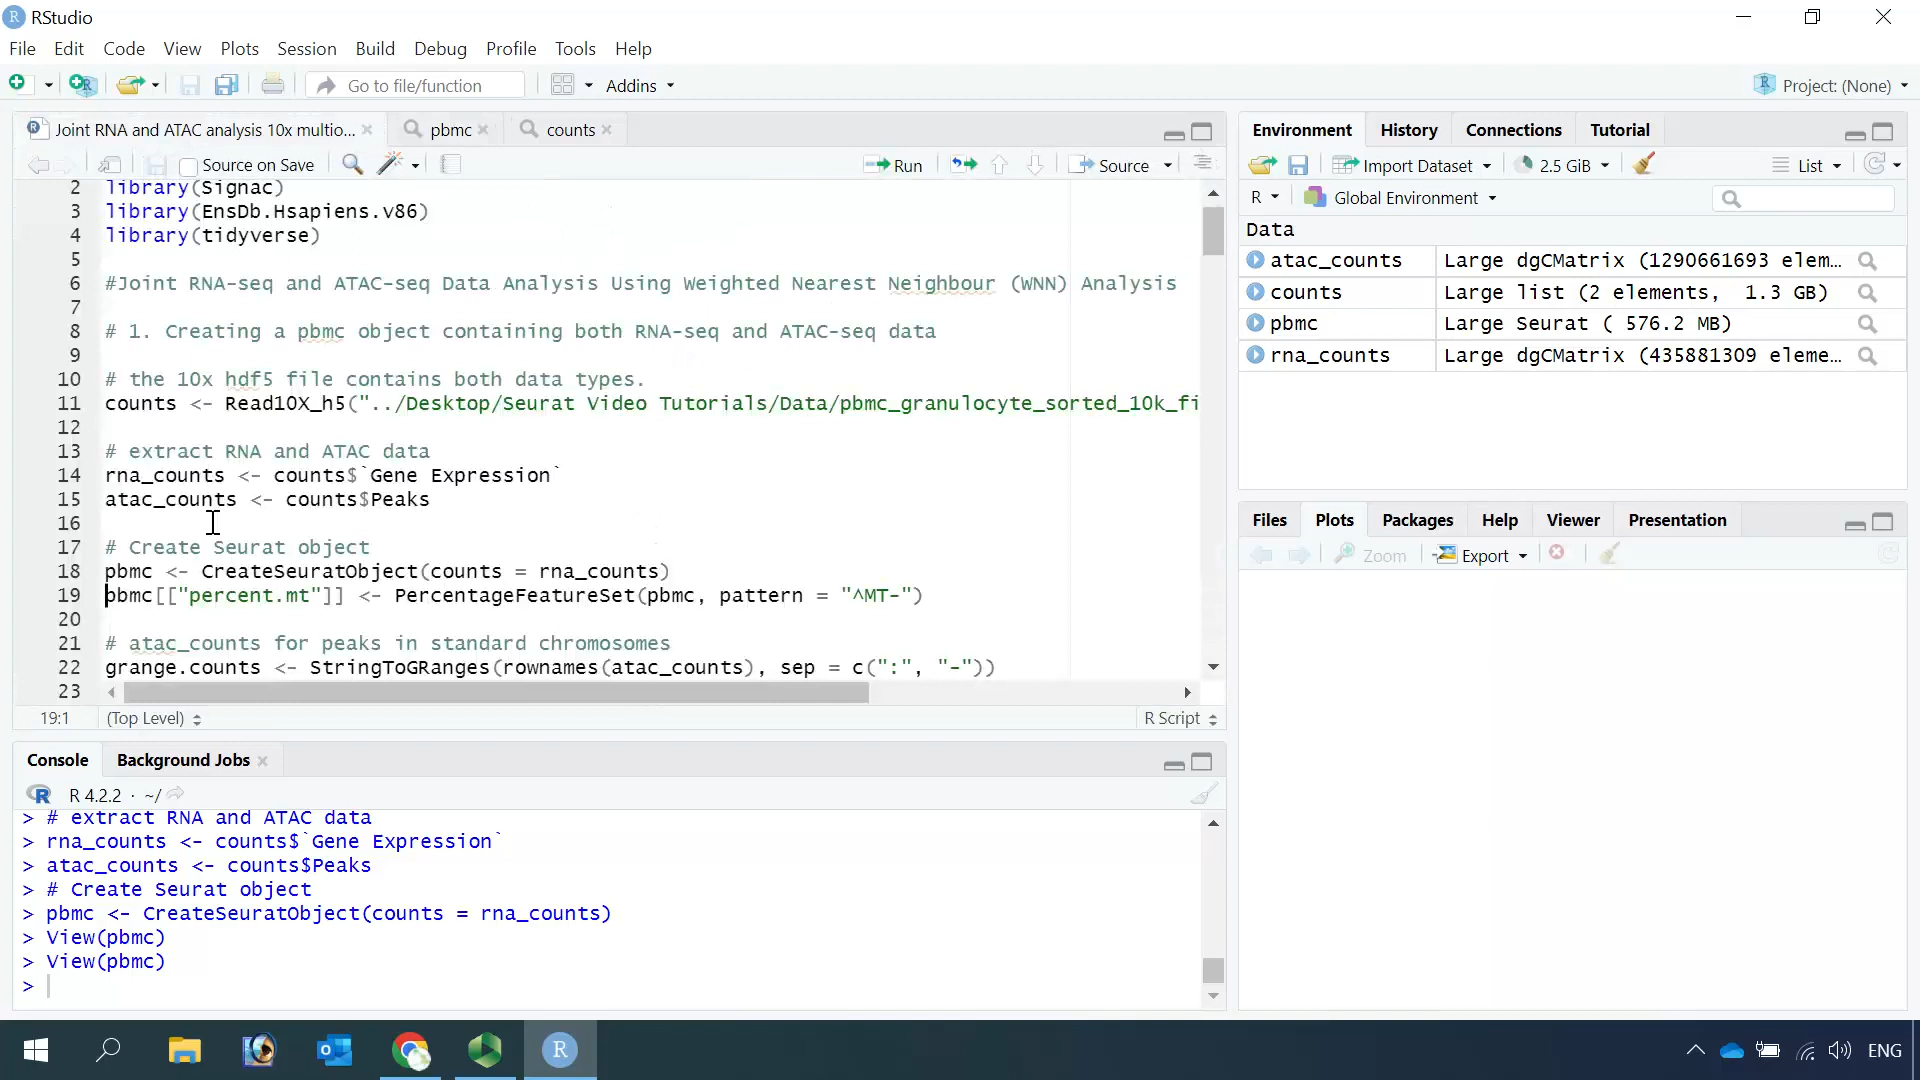 RStudio
File Edit Code View Plots Session Build Debug Profile Tools Help
Go to file/function Addins Project: (None)
Joint RNA and ATAC analysis 10x multio... pbmc counts
Source on Save Run Source
2 library(Signac)
3 library(EnsDb.Hsapiens.v86)
4 library(tidyverse)
5
6 #Joint RNA-seq and ATAC-seq Data Analysis Using Weighted Nearest Neighbour (WNN) Analysis
7
8 # 1. Creating a pbmc object containing both RNA-seq and ATAC-seq data
9
10 # the 10x hdf5 file contains both data types.
11 counts <- Read10X_h5("../Desktop/Seurat Video Tutorials/Data/pbmc_granulocyte_sorted_10k_fi
12
13 # extract RNA and ATAC data
14 rna_counts <- counts$`Gene Expression`
15 atac_counts <- counts$Peaks
16
17 # Create Seurat object
18 pbmc <- CreateSeuratObject(counts = rna_counts)
19 pbmc[["percent.mt"]] <- PercentageFeatureSet(pbmc, pattern = "^MT-")
20
21 # atac_counts for peaks in standard chromosomes
22 grange.counts <- StringToGRanges(rownames(atac_counts), sep = c(":", "-"))
23
19:1 (Top Level) R Script
Console Background Jobs
R 4.2.2 · ~/
> # extract RNA and ATAC data
> rna_counts <- counts$`Gene Expression`
> atac_counts <- counts$Peaks
> # Create Seurat object
> pbmc <- CreateSeuratObject(counts = rna_counts)
> View(pbmc)
> View(pbmc)
>
Environment History Connections Tutorial
Import Dataset 2.5 GiB List
R Global Environment
Data
atac_counts Large dgCMatrix (1290661693 elem...
counts Large list (2 elements, 1.3 GB)
pbmc Large Seurat ( 576.2 MB)
rna_counts Large dgCMatrix (435881309 eleme...
Files Plots Packages Help Viewer Presentation
Zoom Export
ENG